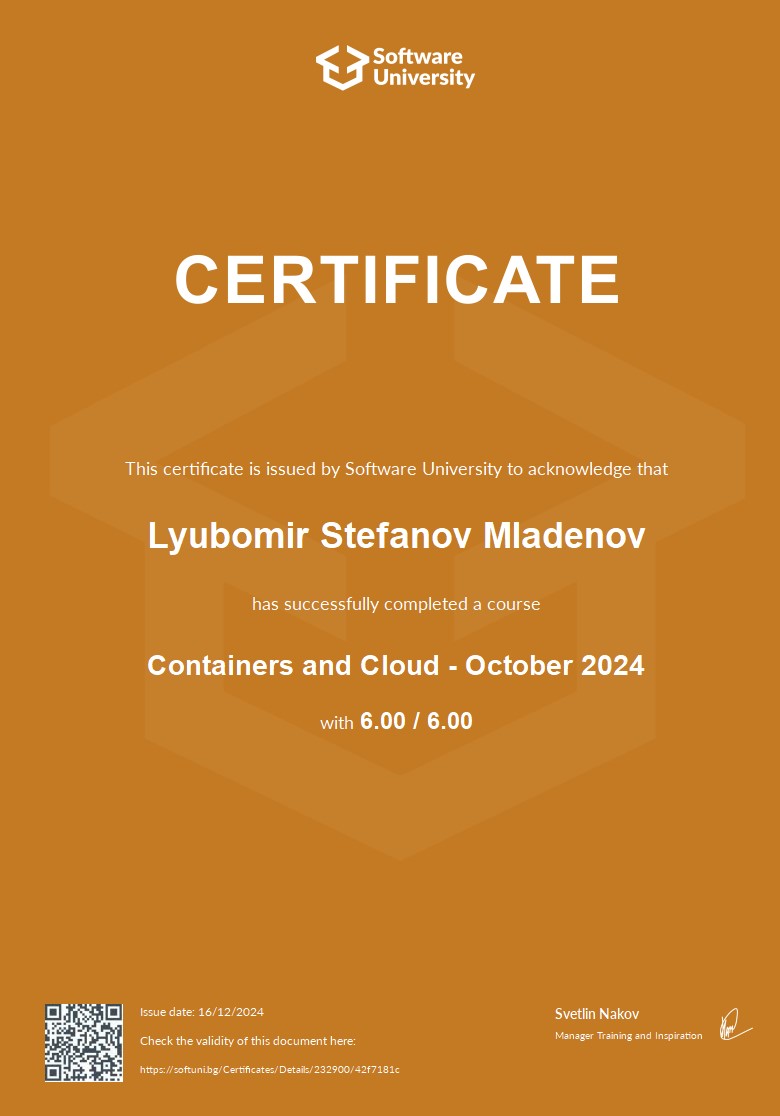 Software
University
CERTIFICATE
This certificate is issued by Software University to acknowledge that
Lyubomir Stefanov Mladenov
has successfully completed a course
Containers and Cloud - October 2024
with 6.00 / 6.00
Issue date: 16/12/2024
Check the validity of this document here:
https://softuni.bg/Certificates/Details/232900/42f7181c
Svetlin Nakov
Manager Training and Inspiration